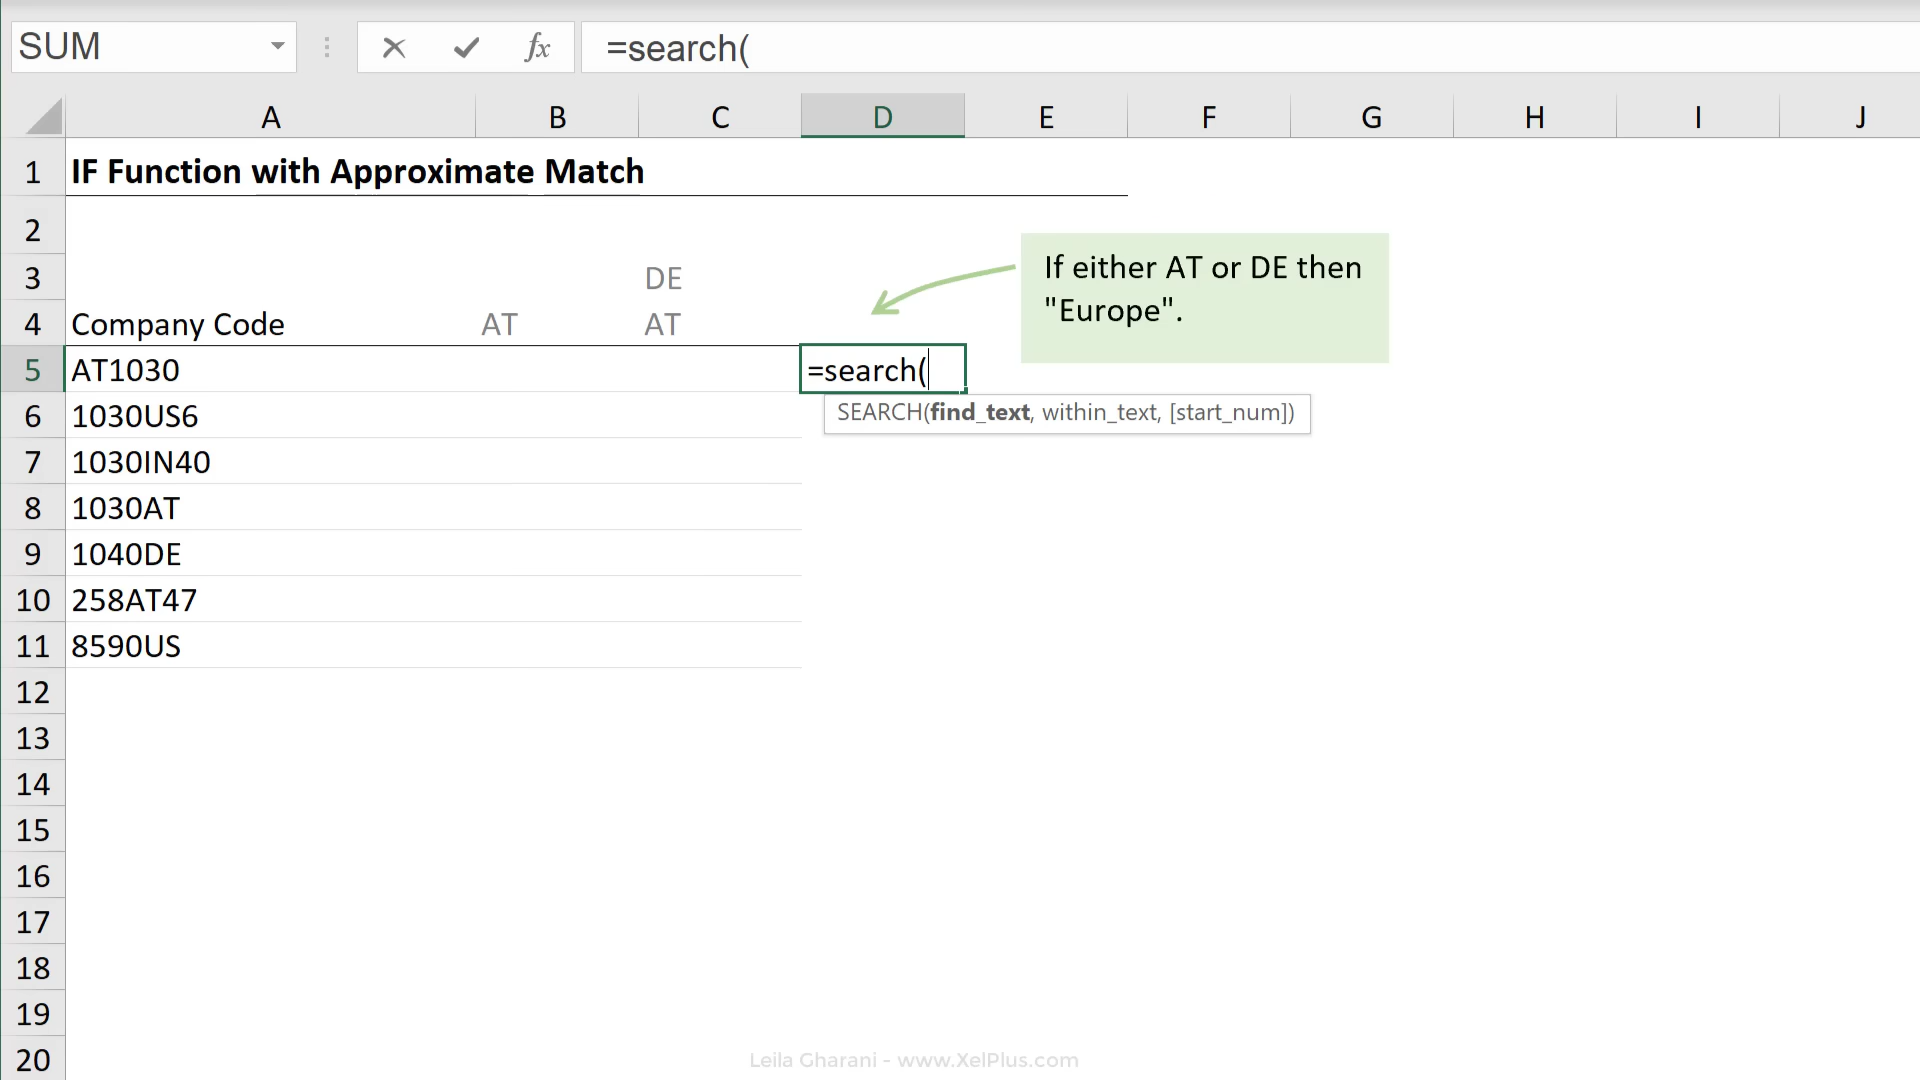 SUM
fx
=search(
A B C D E F G H I J
1 IF Function with Approximate Match
2
3 DE
4 Company Code AT AT
If either AT or DE then
"Europe".
5 AT1030 =search(
SEARCH(find_text, within_text, [start_num])
6 1030US6
7 1030IN40
8 1030AT
9 1040DE
10 258AT47
11 8590US
12
13
14
15
16
17
18
19
20
Leila Gharani - www.XelPlus.com